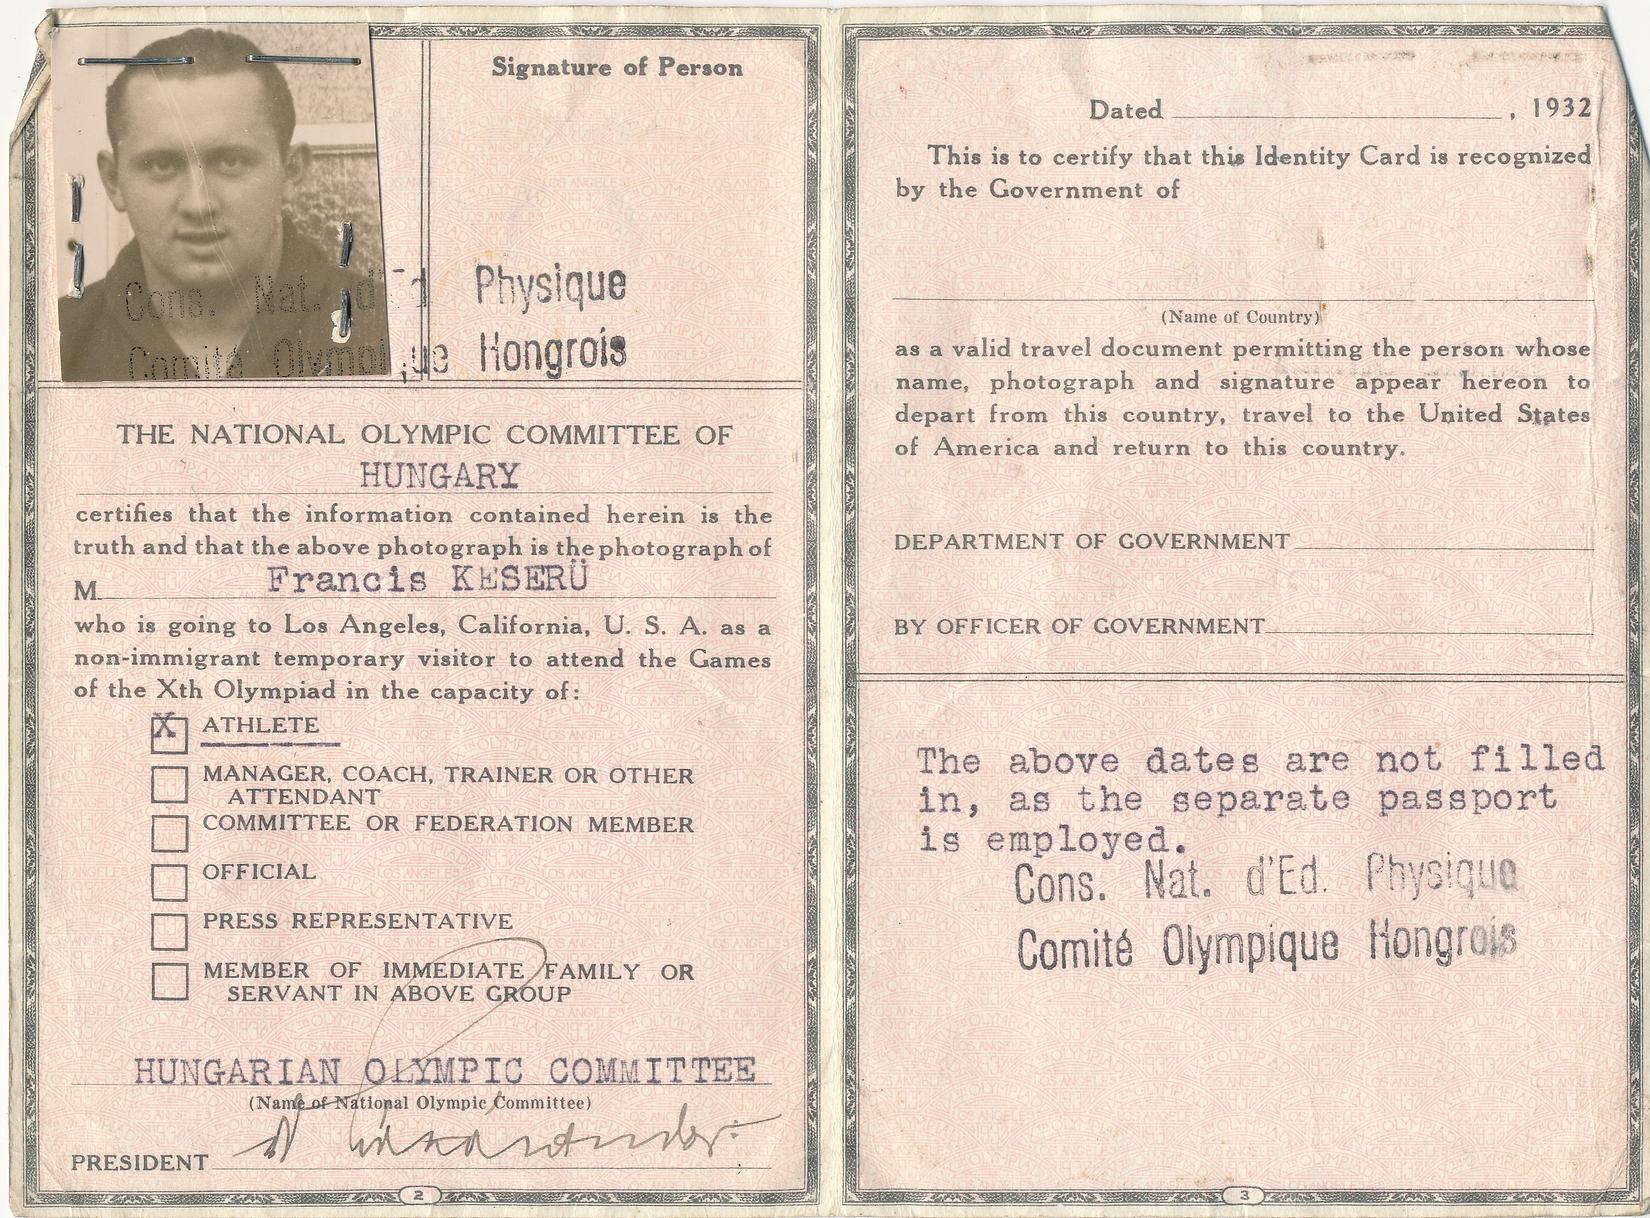 Signature of Person
Cons. Nat. d'Ed Physique
Comité Olympique Hongrois
THE NATIONAL OLYMPIC COMMITTEE OF
HUNGARY
certifies that the information contained herein is the
truth and that the above photograph is the photograph of
M. Francis KESERÜ
who is going to Los Angeles, California, U. S. A. as a
non-immigrant temporary visitor to attend the Games
of the Xth Olympiad in the capacity of:
X ATHLETE
MANAGER, COACH, TRAINER OR OTHER
ATTENDANT
COMMITTEE OR FEDERATION MEMBER
OFFICIAL
PRESS REPRESENTATIVE
MEMBER OF IMMEDIATE FAMILY OR
SERVANT IN ABOVE GROUP
HUNGARIAN OLYMPIC COMMITTEE
(Name of National Olympic Committee)
PRESIDENT
2
Dated , 1932
This is to certify that this Identity Card is recognized
by the Government of
(Name of Country)
as a valid travel document permitting the person whose
name, photograph and signature appear hereon to
depart from this country, travel to the United States
of America and return to this country.
DEPARTMENT OF GOVERNMENT
BY OFFICER OF GOVERNMENT
The above dates are not filled
in, as the separate passport
is employed.
Cons. Nat. d'Ed. Physique
Comité Olympique Hongrois
3